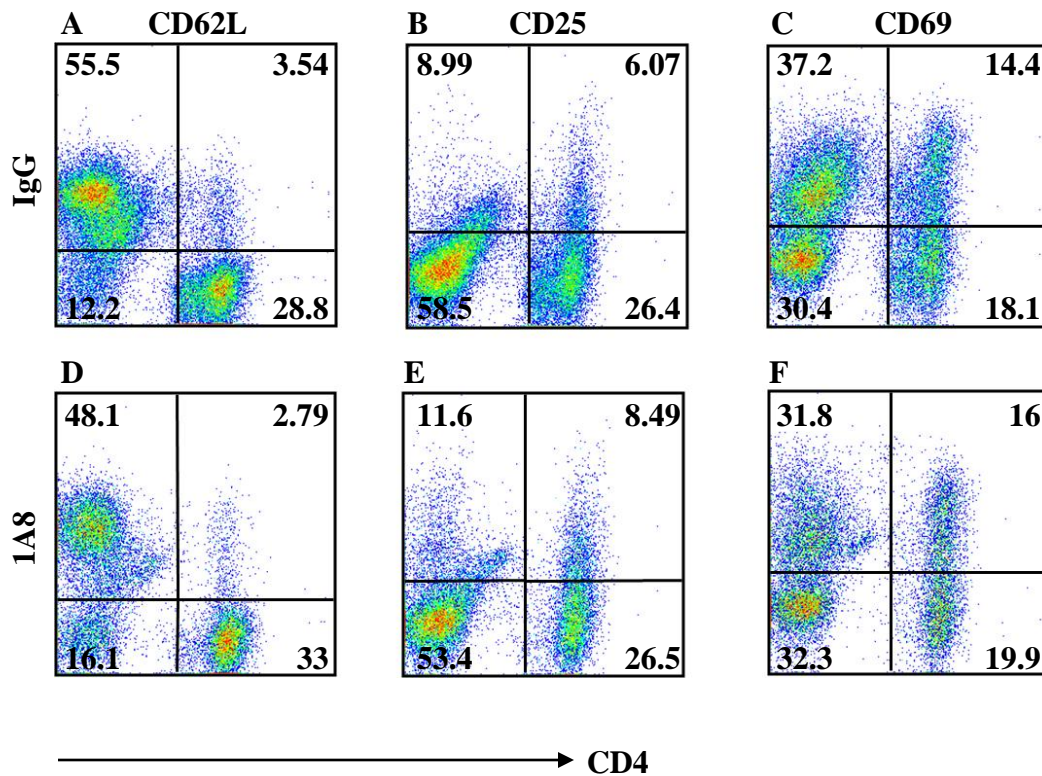 A CD62L B CD25 C CD69
IgG
55.5 3.54 8.99 6.07 37.2 14.4
12.2 28.8 58.5 26.4 30.4 18.1
D E F
1A8
48.1 2.79 11.6 8.49 31.8 16
16.1 33 53.4 26.5 32.3 19.9
CD4